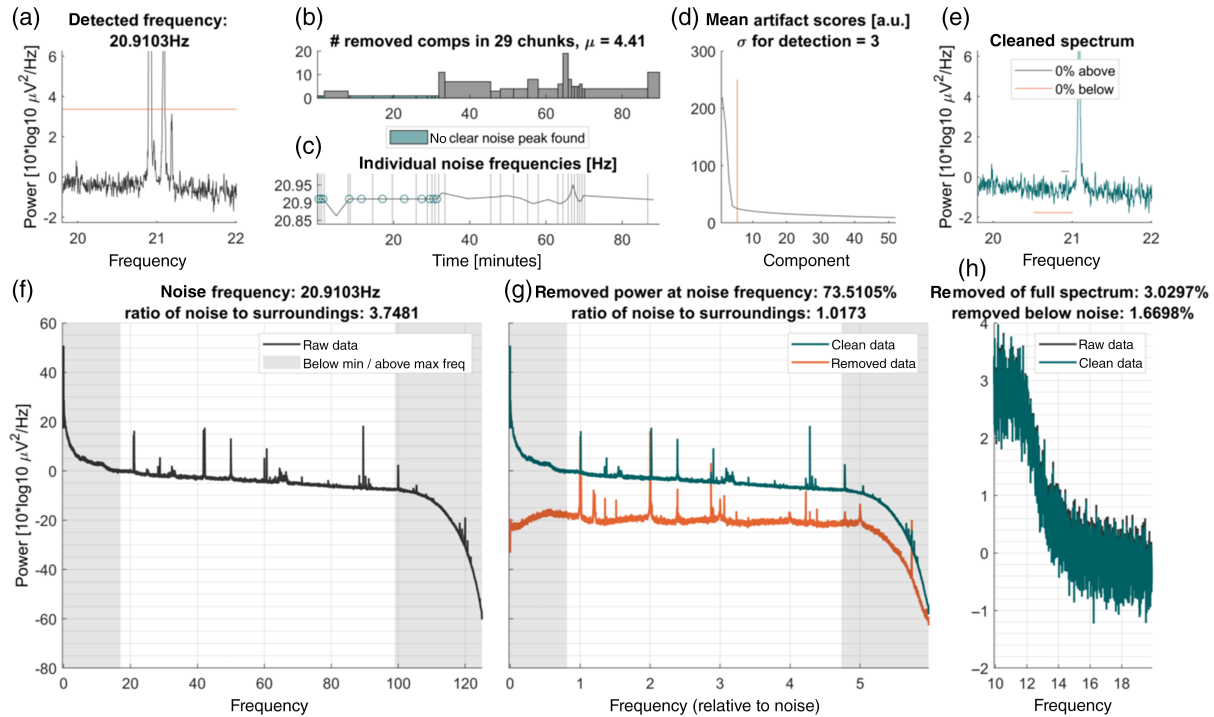 (a)
Detected frequency:
20.9103Hz
Power [10*log10 μV²/Hz]
6
4
2
0
-2
20
21
22
Frequency
(b)
# removed comps in 29 chunks, μ = 4.41
20
10
0
20
40
60
80
No clear noise peak found
(c)
Individual noise frequencies [Hz]
20.95
20.9
20.85
20
40
60
80
Time [minutes]
(d)
Mean artifact scores [a.u.]
σ for detection = 3
300
200
100
0
10
20
30
40
50
Component
(e)
Cleaned spectrum
0% above
0% below
Power [10*log10 μV²/Hz]
6
4
2
0
-2
20
21
22
Frequency
(f)
Noise frequency: 20.9103Hz
ratio of noise to surroundings: 3.7481
Raw data
Below min / above max freq
Power [10*log10 μV²/Hz]
60
40
20
0
-20
-40
-60
-80
0
20
40
60
80
100
120
Frequency
(g)
Removed power at noise frequency: 73.5105%
ratio of noise to surroundings: 1.0173
Clean data
Removed data
0
1
2
3
4
5
Frequency (relative to noise)
(h)
Removed of full spectrum: 3.0297%
removed below noise: 1.6698%
Raw data
Clean data
4
3
2
1
0
-1
-2
10
12
14
16
18
Frequency